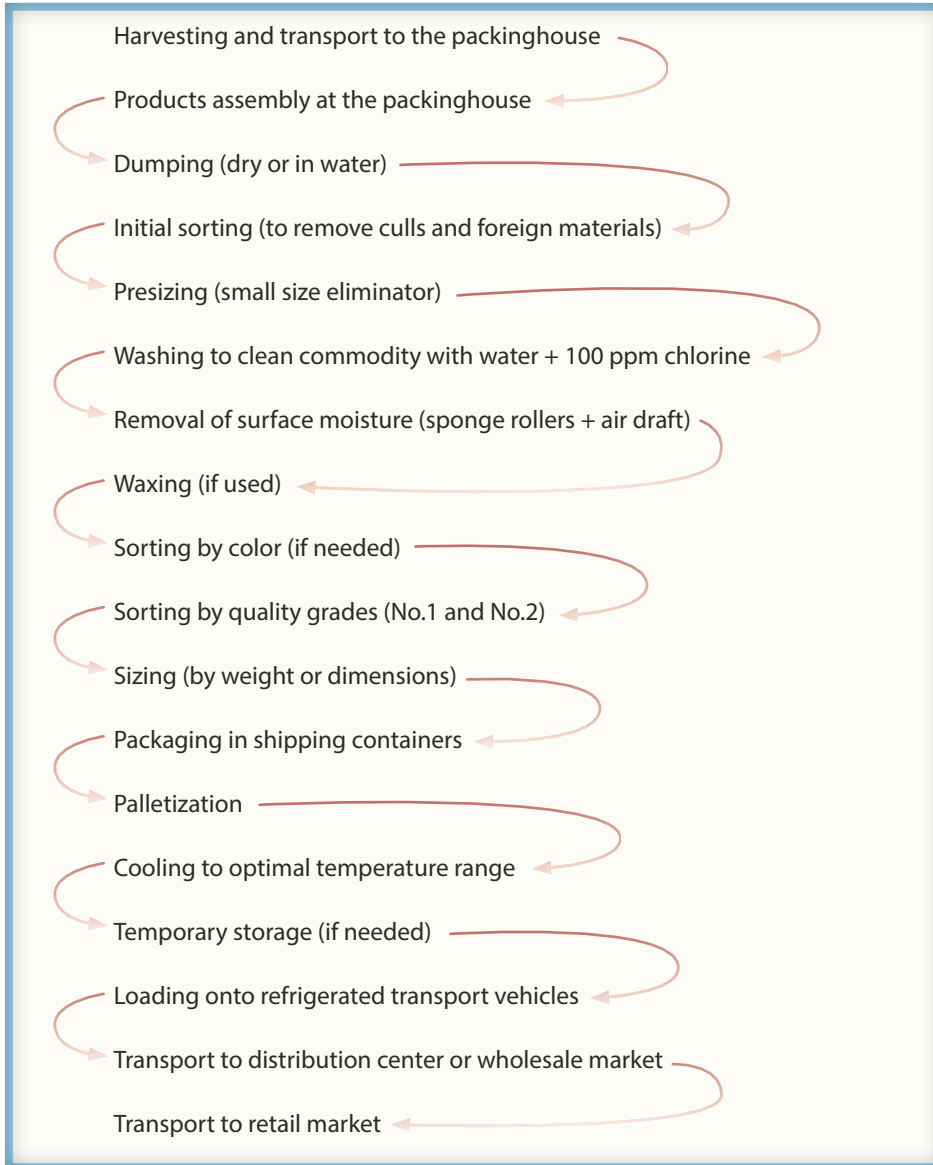 Harvesting and transport to the packinghouse
Products assembly at the packinghouse
Dumping (dry or in water)
Initial sorting (to remove culls and foreign materials)
Presizing (small size eliminator)
Washing to clean commodity with water + 100 ppm chlorine
Removal of surface moisture (sponge rollers + air draft)
Waxing (if used)
Sorting by color (if needed)
Sorting by quality grades (No.1 and No.2)
Sizing (by weight or dimensions)
Packaging in shipping containers
Palletization
Cooling to optimal temperature range
Temporary storage (if needed)
Loading onto refrigerated transport vehicles
Transport to distribution center or wholesale market
Transport to retail market